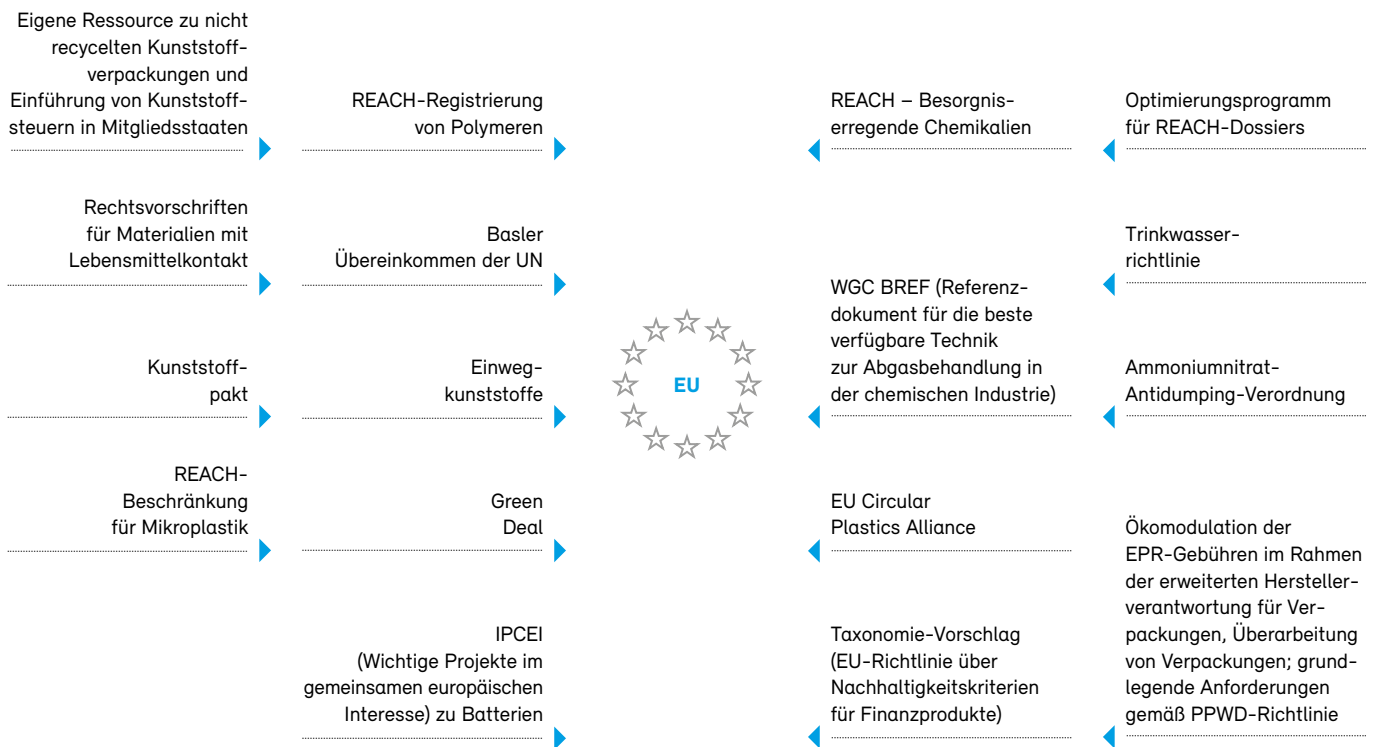 Eigene Ressource zu nicht
recycelten Kunststoff-
verpackungen und
Einführung von Kunststoff-
steuern in Mitgliedsstaaten
REACH-Registrierung
von Polymeren
REACH – Besorgnis-
erregende Chemikalien
Optimierungsprogramm
für REACH-Dossiers
Rechtsvorschriften
für Materialien mit
Lebensmittelkontakt
Basler
Übereinkommen der UN
Trinkwasser-
richtlinie
WGC BREF (Referenz-
dokument für die beste
verfügbare Technik
zur Abgasbehandlung in
der chemischen Industrie)
Kunststoff-
pakt
Einweg-
kunststoffe
EU
Ammoniumnitrat-
Antidumping-Verordnung
REACH-
Beschränkung
für Mikroplastik
Green
Deal
EU Circular
Plastics Alliance
Ökomodulation der
EPR-Gebühren im Rahmen
der erweiterten Hersteller-
verantwortung für Ver-
packungen, Überarbeitung
von Verpackungen; grund-
legende Anforderungen
gemäß PPWD-Richtlinie
IPCEI
(Wichtige Projekte im
gemeinsamen europäischen
Interesse) zu Batterien
Taxonomie-Vorschlag
(EU-Richtlinie über
Nachhaltigkeitskriterien
für Finanzprodukte)